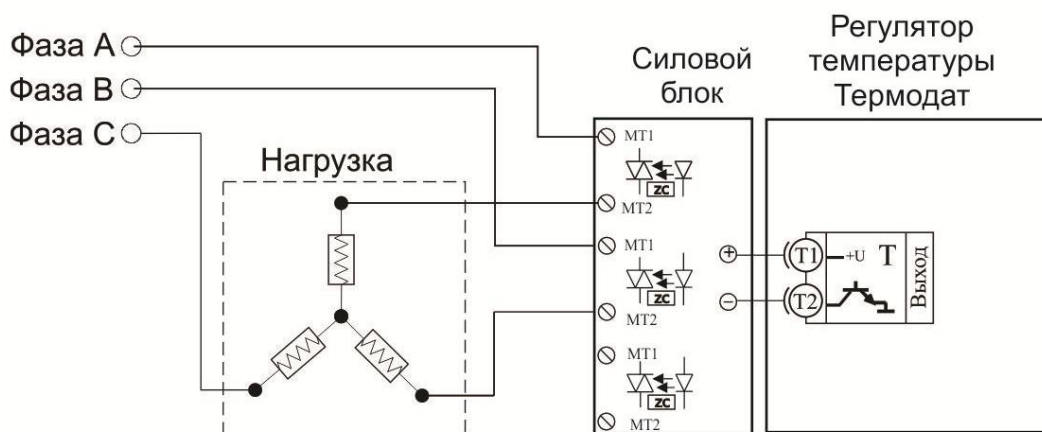 Фаза А
Фаза В
Фаза С
Нагрузка
Силовой
блок
Регулятор
температуры
Термодат
MT1
ZC
MT2
MT1
ZC
MT2
MT1
ZC
MT2
+
−
T1
T2
+U
T
Выход